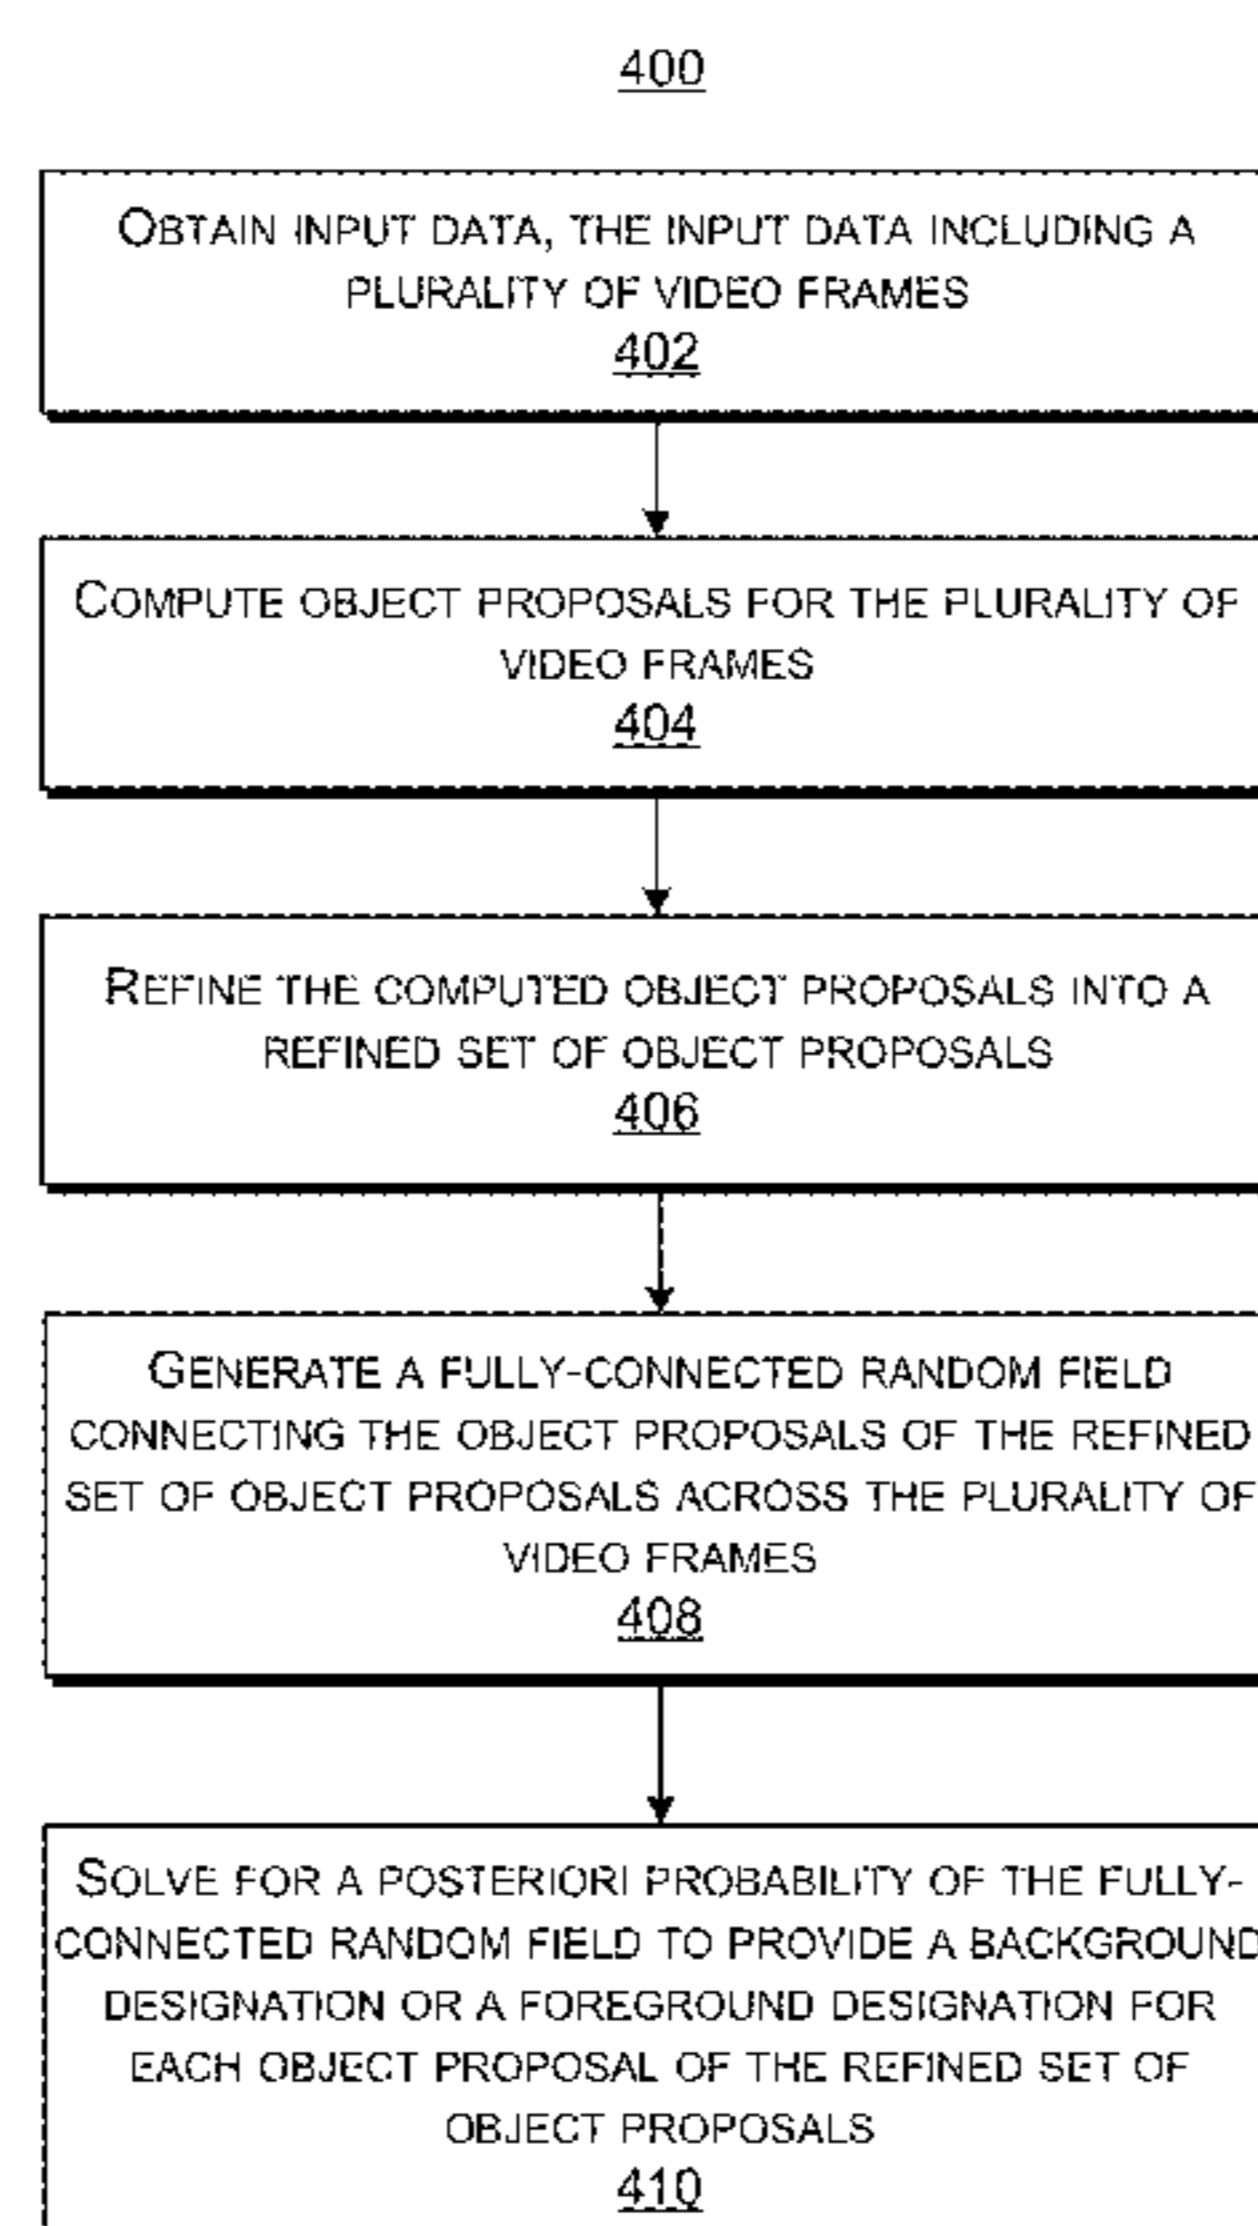 400
OBTAIN INPUT DATA, THE INPUT DATA INCLUDING A
PLURALITY OF VIDEO FRAMES
402
COMPUTE OBJECT PROPOSALS FOR THE PLURALITY OF
VIDEO FRAMES
404
REFINE THE COMPUTED OBJECT PROPOSALS INTO A
REFINED SET OF OBJECT PROPOSALS
406
GENERATE A FULLY-CONNECTED RANDOM FIELD
CONNECTING THE OBJECT PROPOSALS OF THE REFINED
SET OF OBJECT PROPOSALS ACROSS THE PLURALITY OF
VIDEO FRAMES
408
SOLVE FOR A POSTERIORI PROBABILITY OF THE FULLY-
CONNECTED RANDOM FIELD TO PROVIDE A BACKGROUND
DESIGNATION OR A FOREGROUND DESIGNATION FOR
EACH OBJECT PROPOSAL OF THE REFINED SET OF
OBJECT PROPOSALS
410